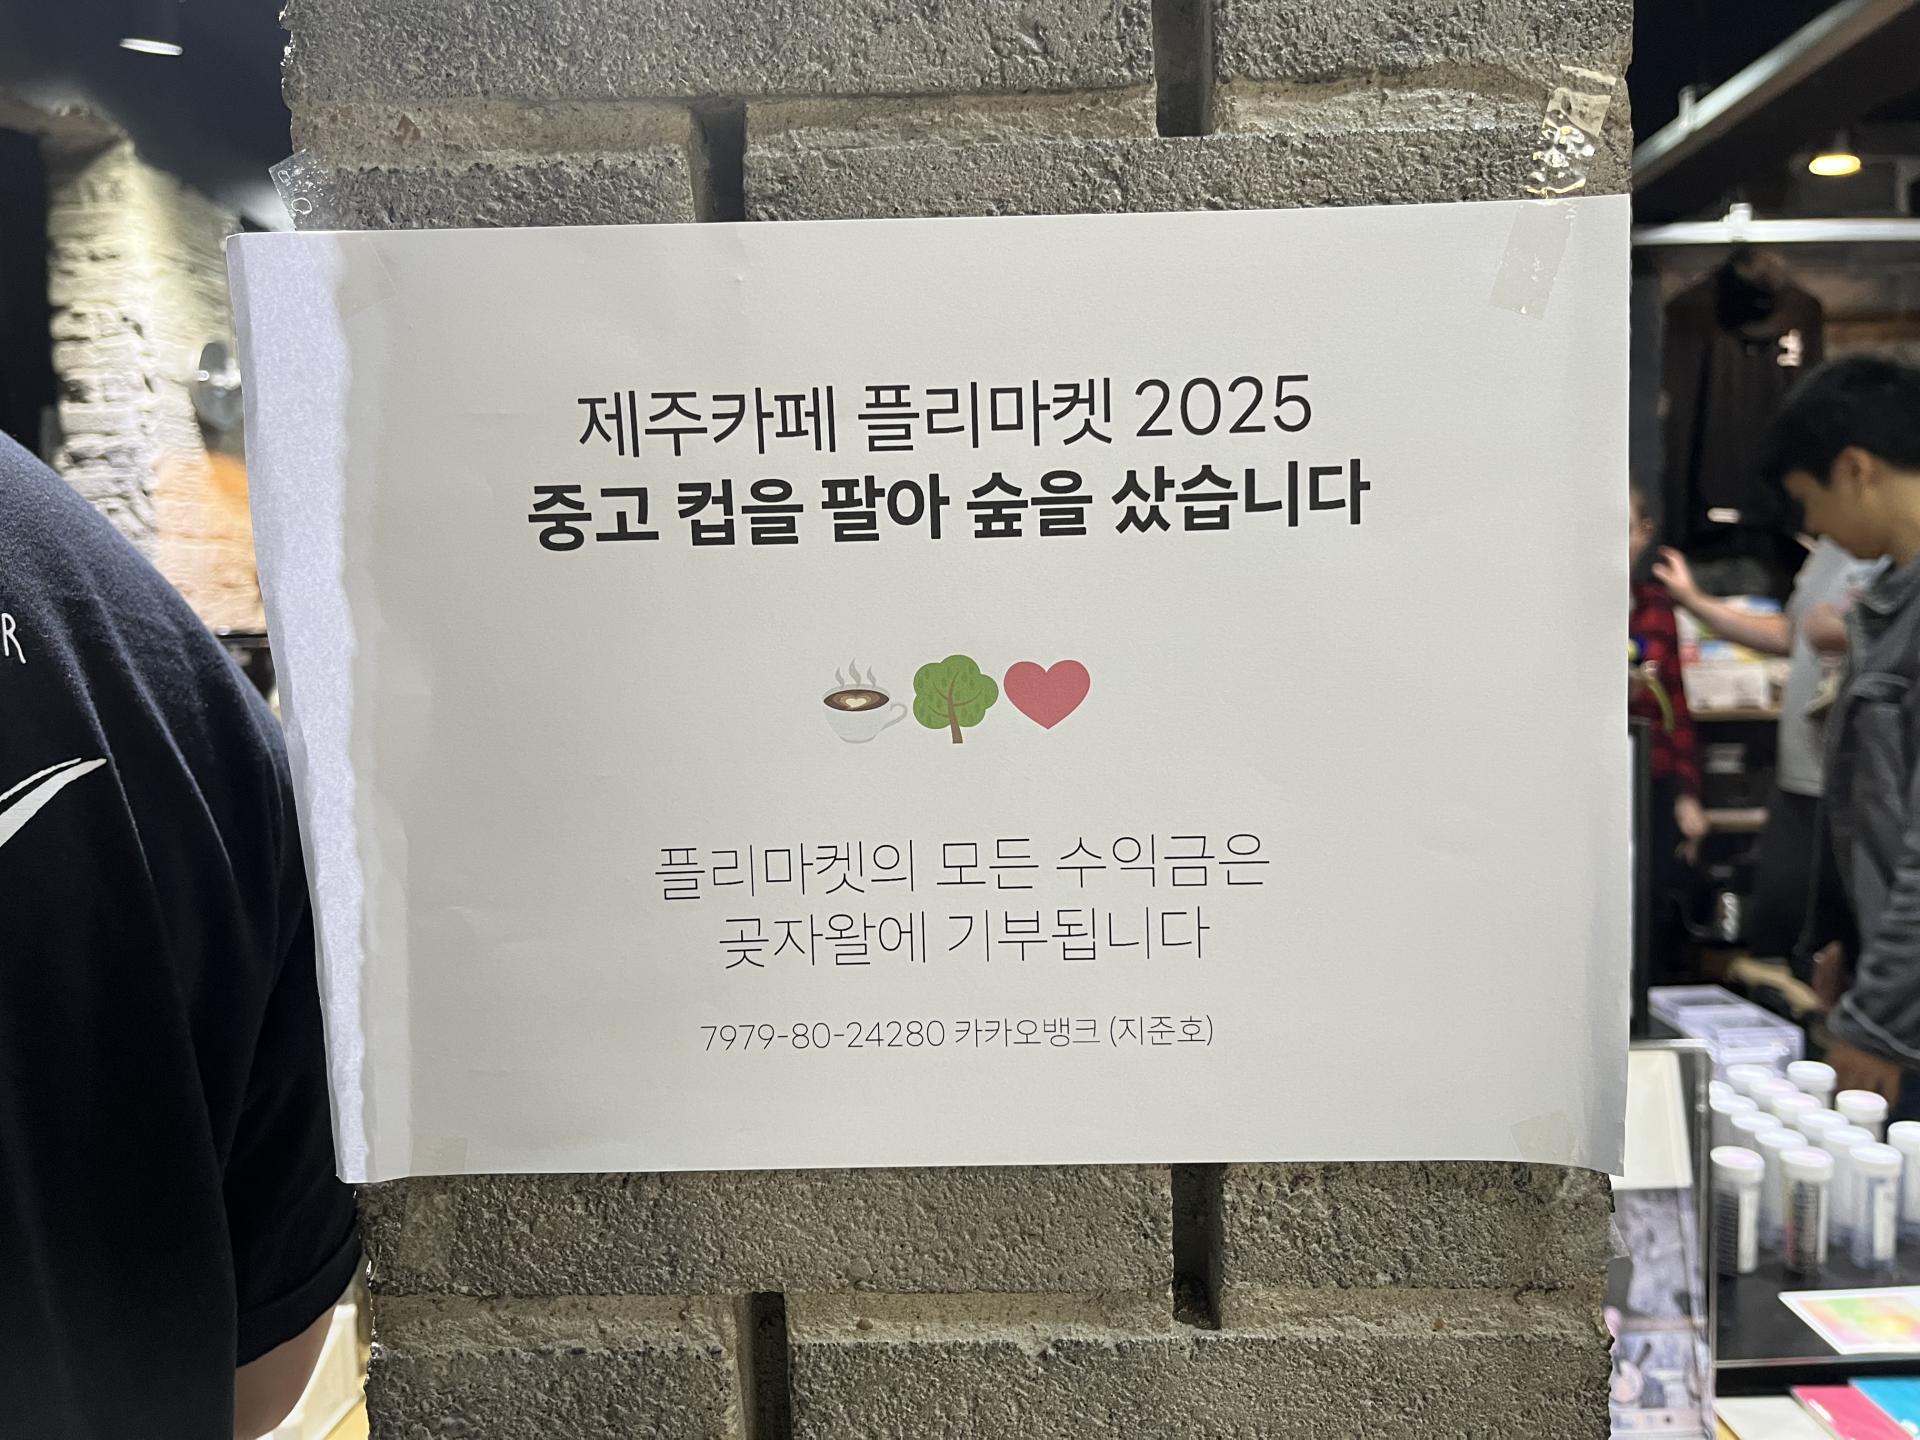 제주카페 플리마켓 2025
중고 컵을 팔아 숲을 샀습니다
플리마켓의 모든 수익금은
곶자왈에 기부됩니다
7979-80-24280 카카오뱅크 (지준호)
R